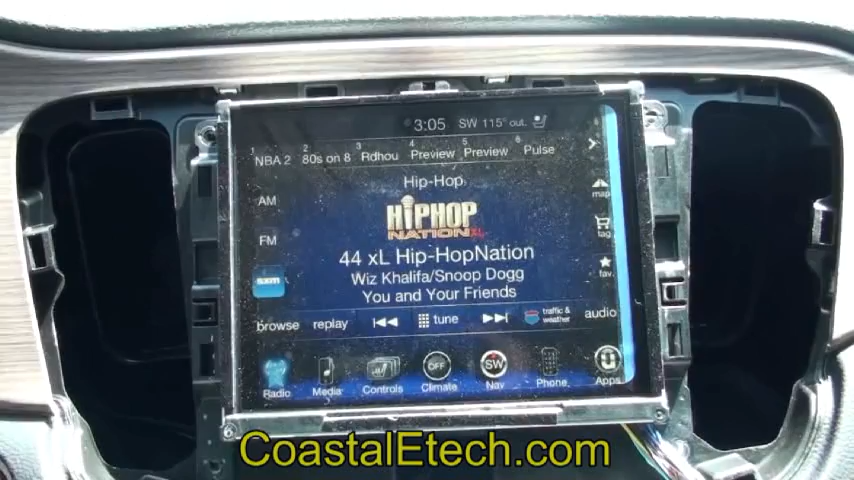 3:05 SW 115° out.
1 NBA 2 2 80s on 8 3 Rdhou 4 Preview 5 Preview 6 Pulse
Hip-Hop
AM
HIPHOP
NATION XL
map
FM
tag
44 xL Hip-HopNation
Wiz Khalifa/Snoop Dogg
sxm
fav.
You and Your Friends
browse replay tune traffic & weather audio
OFF SW U
Radio Media Controls Climate Nav Phone Apps
CoastalEtech.com